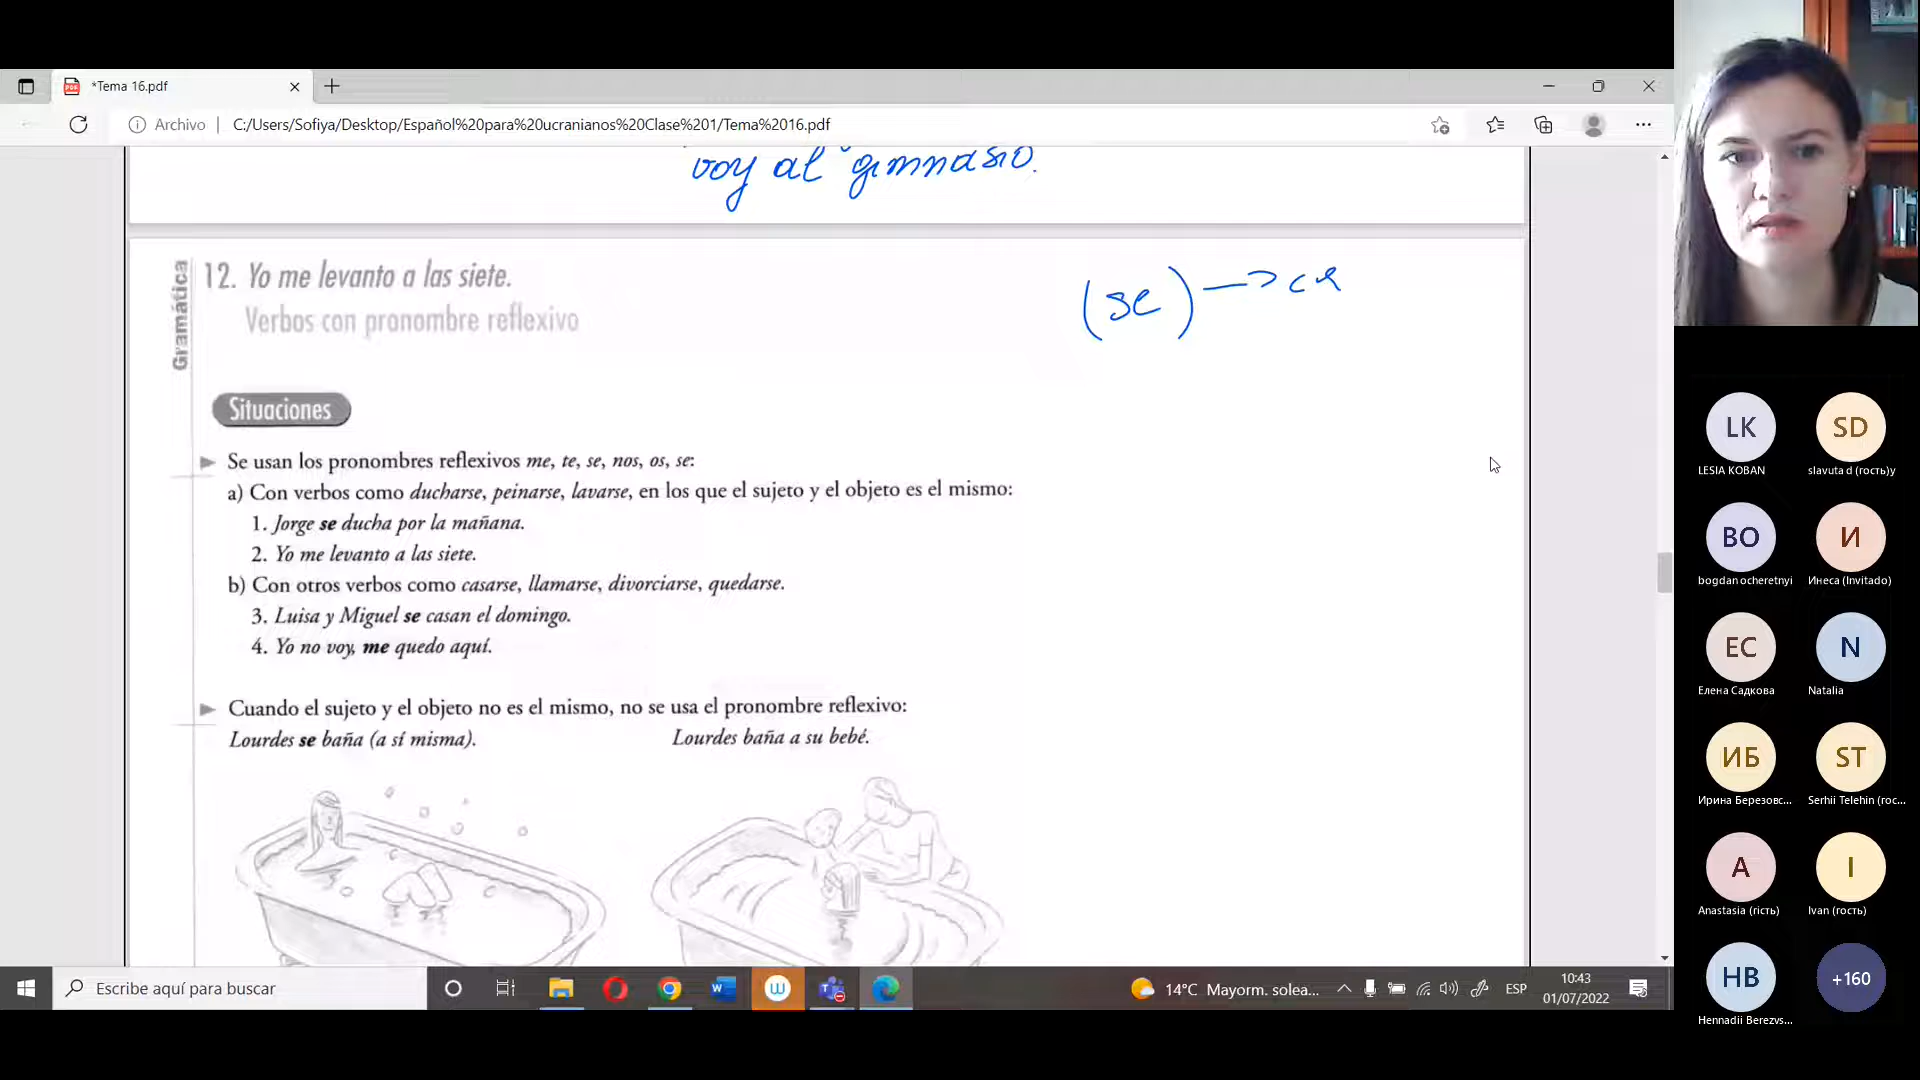 *Tema 16.pdf
Archivo | C:/Users/Sofiya/Desktop/Español%20para%20ucranianos%20Clase%201/Tema%2016.pdf
voy al gimnasio.
Gramática
12. Yo me levanto a las siete.
Verbos con pronombre reflexivo
(se) → ся
Situaciones
Se usan los pronombres reflexivos me, te, se, nos, os, se:
a) Con verbos como ducharse, peinarse, lavarse, en los que el sujeto y el objeto es el mismo:
1. Jorge se ducha por la mañana.
2. Yo me levanto a las siete.
b) Con otros verbos como casarse, llamarse, divorciarse, quedarse.
3. Luisa y Miguel se casan el domingo.
4. Yo no voy, me quedo aquí.
Cuando el sujeto y el objeto no es el mismo, no se usa el pronombre reflexivo:
Lourdes se baña (a sí misma).
Lourdes baña a su bebé.
LK
SD
LESIA KOBAN
slavuta d (гость)y
BO
И
bogdan ocheretnyi
Инеса (Invitado)
EC
N
Елена Садкова
Natalia
ИБ
ST
Ирина Березовс...
Serhii Telehin (гос...
A
I
Anastasia (гість)
Ivan (гость)
HB
+160
Hennadii Berezvs...
Escribe aquí para buscar
14°C Mayorm. solea...
ESP
10:43
01/07/2022